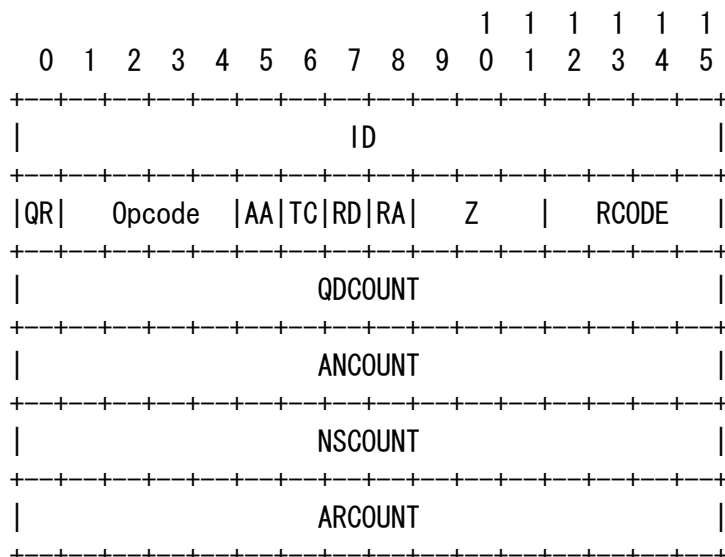 1  1  1  1  1  1
  0  1  2  3  4  5  6  7  8  9  0  1  2  3  4  5
+--+--+--+--+--+--+--+--+--+--+--+--+--+--+--+--+
|                      ID                       |
+--+--+--+--+--+--+--+--+--+--+--+--+--+--+--+--+
|QR|   Opcode  |AA|TC|RD|RA|   Z    |   RCODE   |
+--+--+--+--+--+--+--+--+--+--+--+--+--+--+--+--+
|                    QDCOUNT                    |
+--+--+--+--+--+--+--+--+--+--+--+--+--+--+--+--+
|                    ANCOUNT                    |
+--+--+--+--+--+--+--+--+--+--+--+--+--+--+--+--+
|                    NSCOUNT                    |
+--+--+--+--+--+--+--+--+--+--+--+--+--+--+--+--+
|                    ARCOUNT                    |
+--+--+--+--+--+--+--+--+--+--+--+--+--+--+--+--+